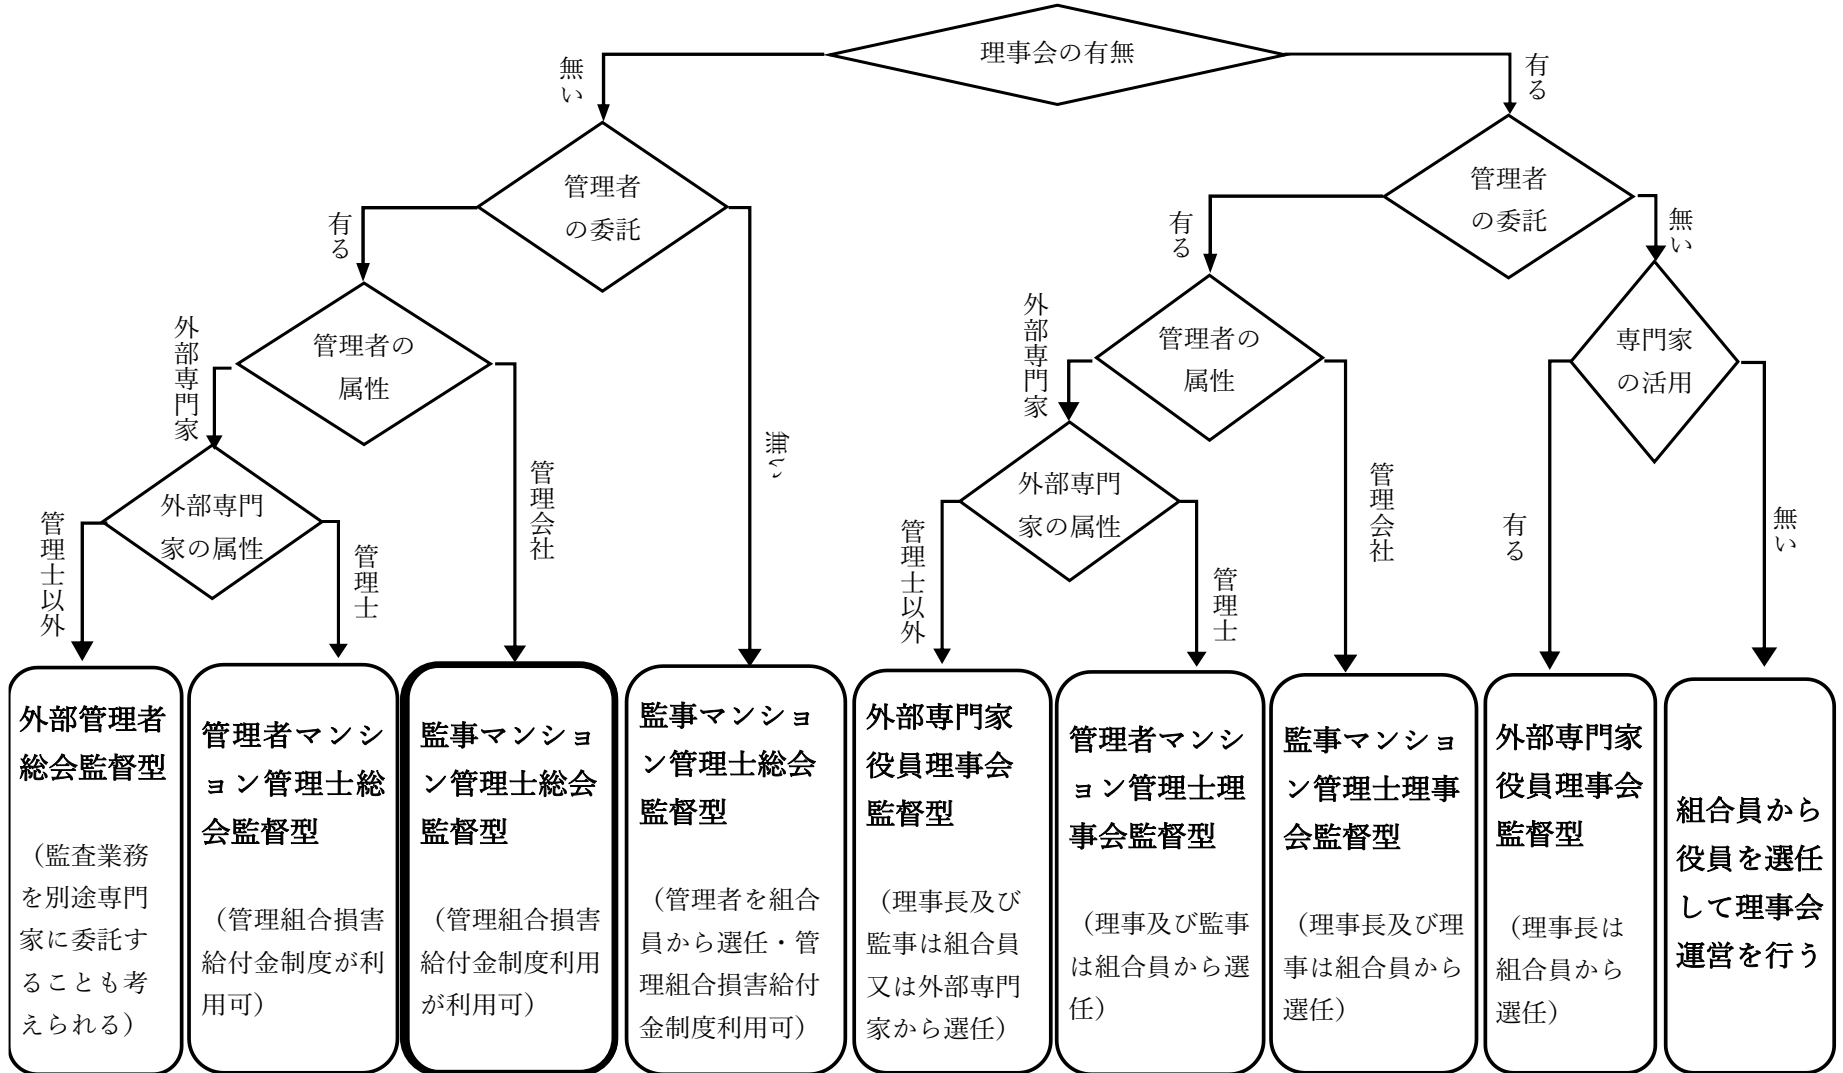 理事会の有無
無い
有る
管理者
の委託
管理者
の委託
有る
無い
有る
無い
管理者の
属性
管理者の
属性
専門家
の活用
外部専門家
管理会社
外部専門家
管理会社
有る
無い
外部専門
家の属性
外部専門
家の属性
管理士以外
管理士
管理士以外
管理士
外部管理者
総会監督型
（監査業務
を別途専門
家に委託す
ることも考
えられる）
管理者マンシ
ョン管理士総
会監督型
（管理組合損害
給付金制度が利
用可）
監事マンショ
ン管理士総会
監督型
（管理組合損害
給付金制度利用
が利用可）
監事マンショ
ン管理士総会
監督型
（管理者を組合
員から選任・管
理組合損害給付
金制度利用可）
外部専門家
役員理事会
監督型
（理事長及び
監事は組合員
又は外部専門
家から選任）
管理者マンシ
ョン管理士理
事会監督型
（理事及び監事
は組合員から選
任）
監事マンショ
ン管理士理事
会監督型
（理事長及び理
事は組合員から
選任）
外部専門家
役員理事会
監督型
（理事長は
組合員から
選任）
組合員から
役員を選任
して理事会
運営を行う